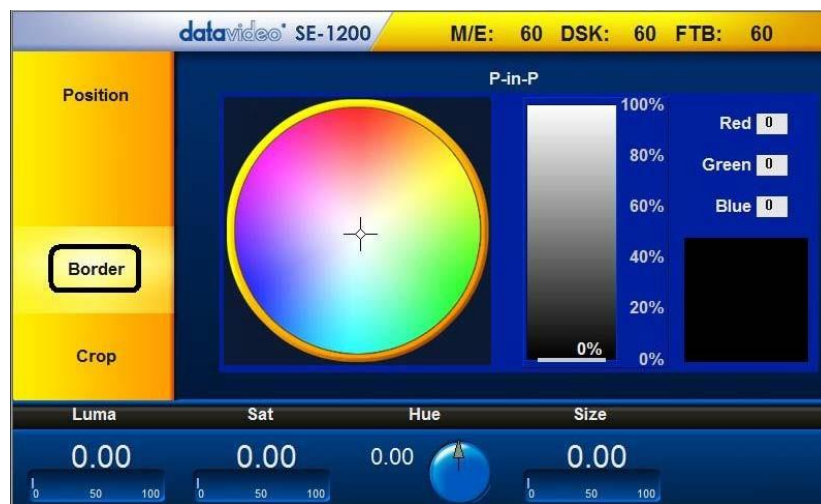 datavideo SE-1200 M/E: 60 DSK: 60 FTB: 60
P-in-P
Position
Border
Crop
100%
80%
60%
40%
20%
0%
0%
Red 0
Green 0
Blue 0
Luma Sat Hue Size
0.00 0.00 0.00 0.00
0 50 100 0 50 100 0 50 100